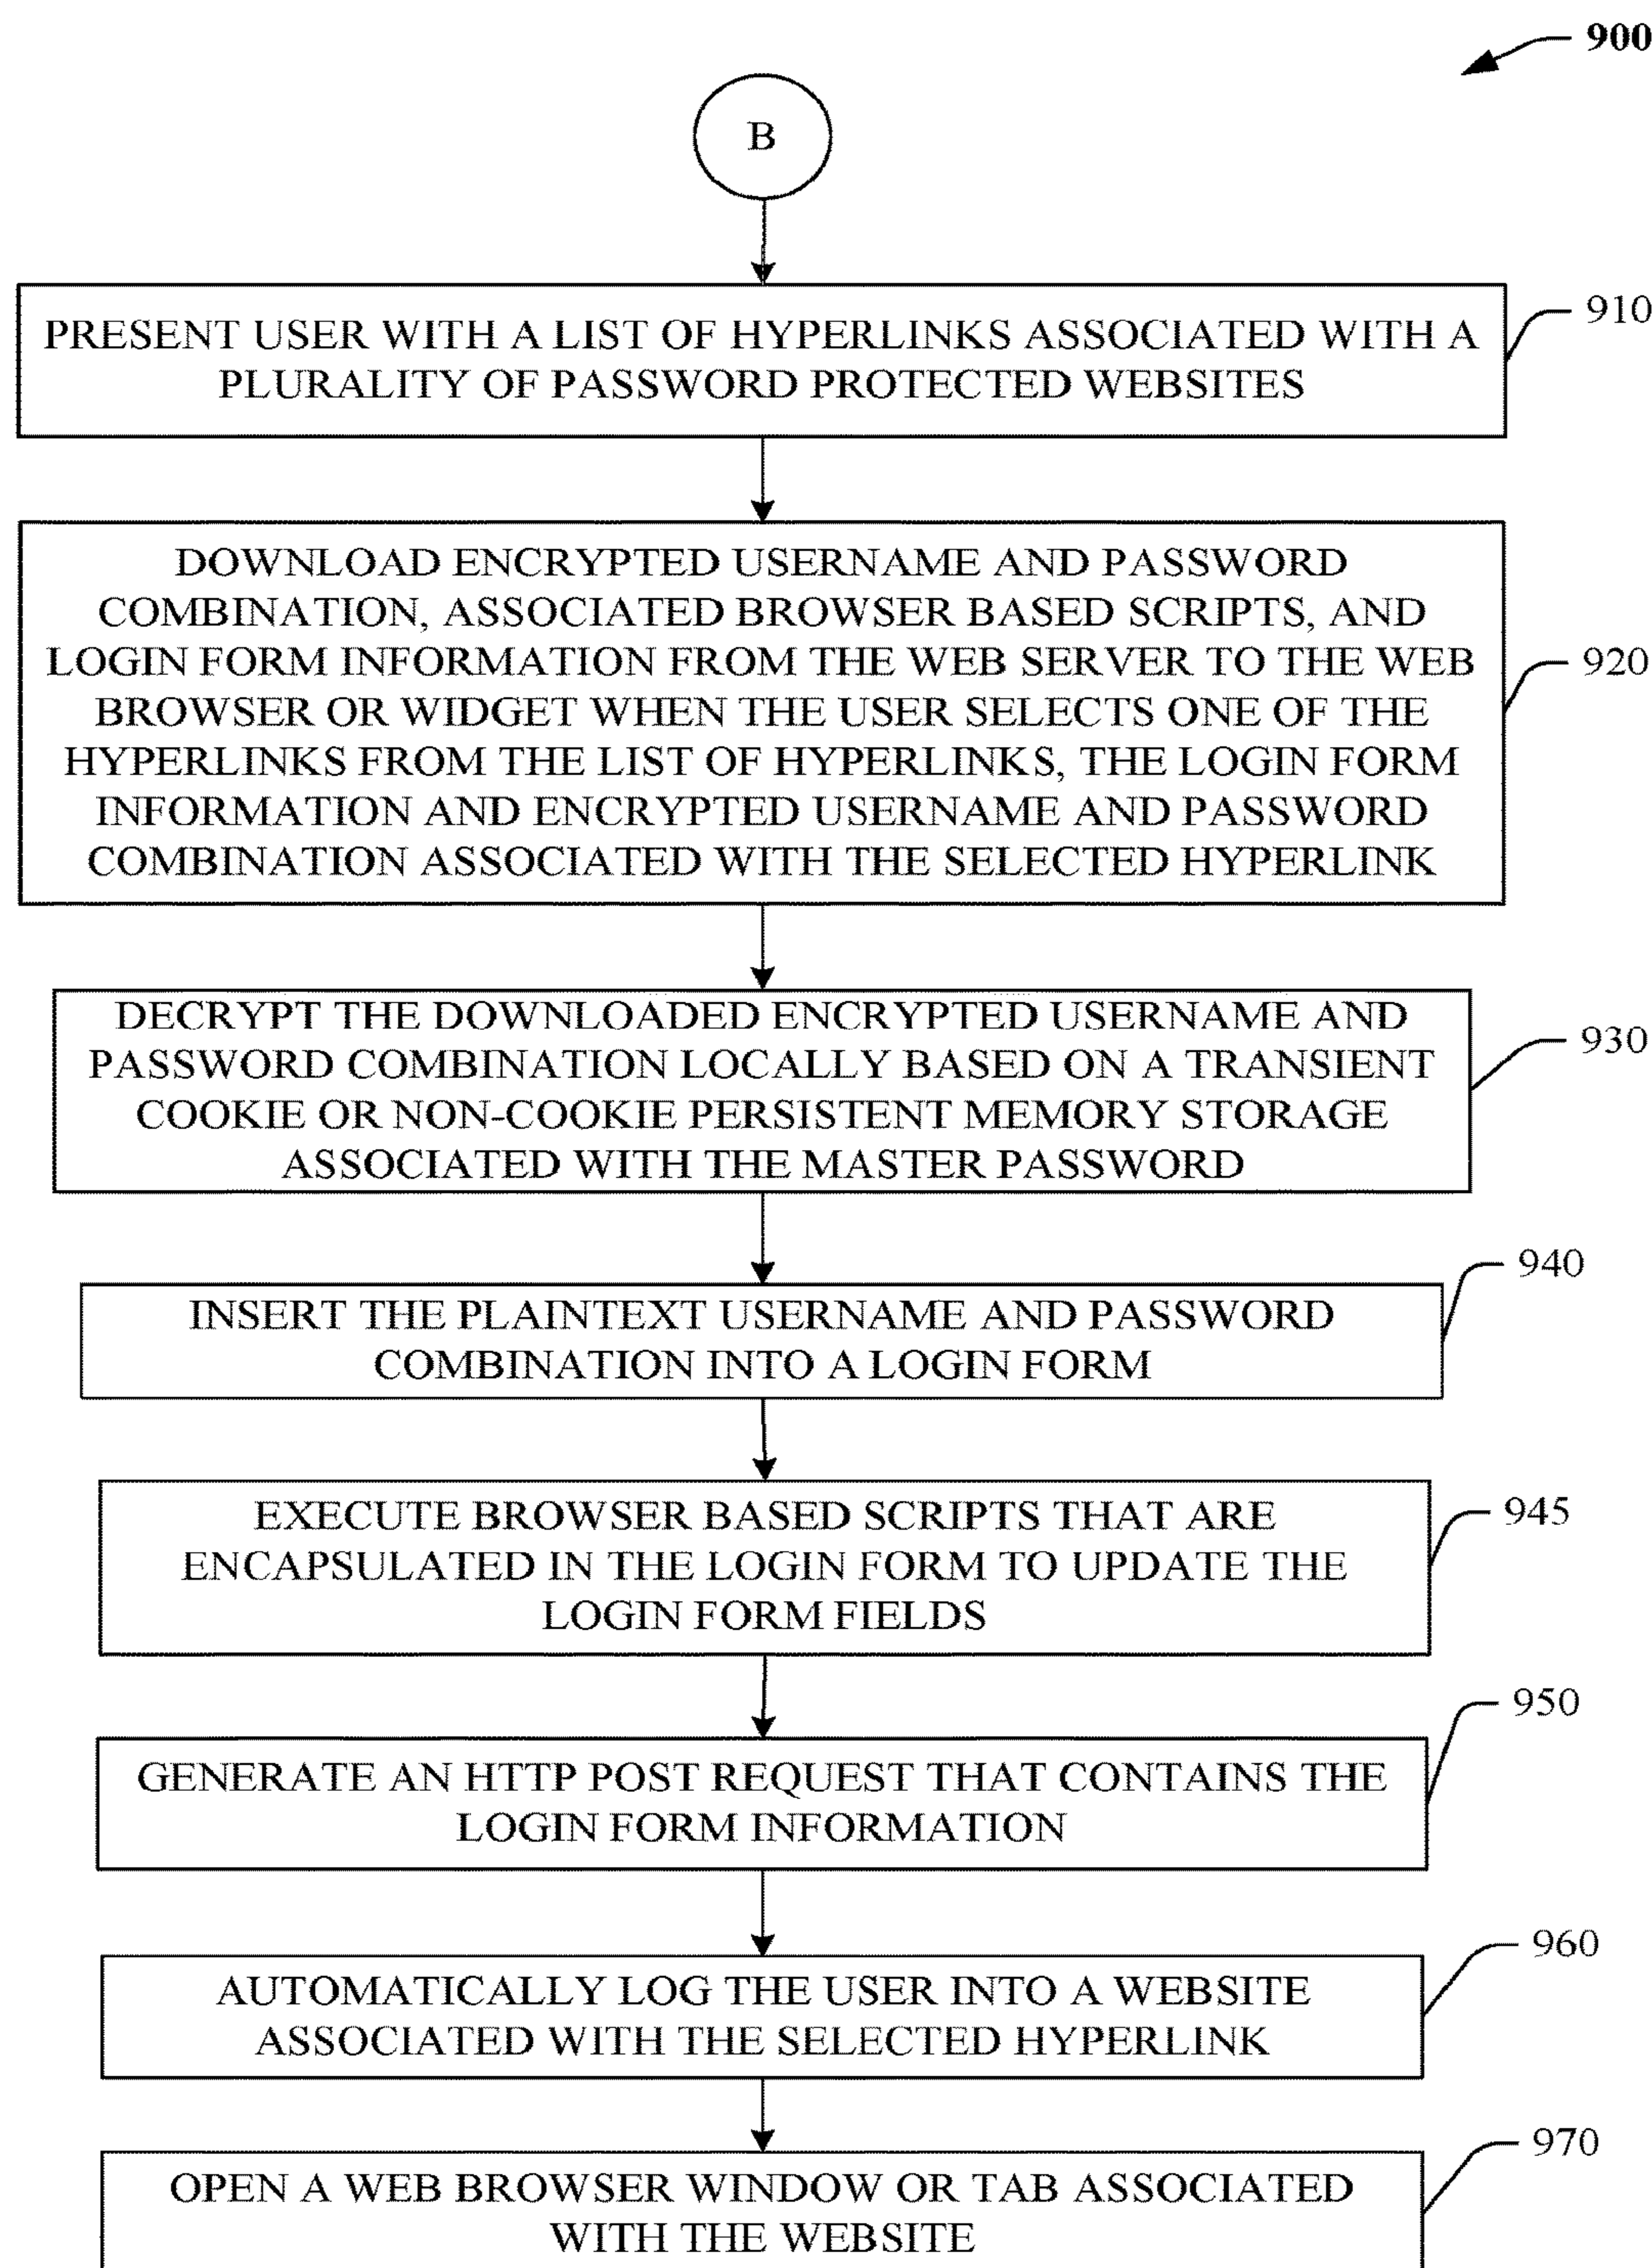 900
B
910
PRESENT USER WITH A LIST OF HYPERLINKS ASSOCIATED WITH A
PLURALITY OF PASSWORD PROTECTED WEBSITES
DOWNLOAD ENCRYPTED USERNAME AND PASSWORD
COMBINATION, ASSOCIATED BROWSER BASED SCRIPTS, AND
LOGIN FORM INFORMATION FROM THE WEB SERVER TO THE WEB
920
BROWSER OR WIDGET WHEN THE USER SELECTS ONE OF THE
HYPERLINKS FROM THE LIST OF HYPERLINKS, THE LOGIN FORM
INFORMATION AND ENCRYPTED USERNAME AND PASSWORD
COMBINATION ASSOCIATED WITH THE SELECTED HYPERLINK
DECRYPT THE DOWNLOADED ENCRYPTED USERNAME AND
930
PASSWORD COMBINATION LOCALLY BASED ON A TRANSIENT
COOKIE OR NON-COOKIE PERSISTENT MEMORY STORAGE
ASSOCIATED WITH THE MASTER PASSWORD
940
INSERT THE PLAINTEXT USERNAME AND PASSWORD
COMBINATION INTO A LOGIN FORM
945
EXECUTE BROWSER BASED SCRIPTS THAT ARE
ENCAPSULATED IN THE LOGIN FORM TO UPDATE THE
LOGIN FORM FIELDS
950
GENERATE AN HTTP POST REQUEST THAT CONTAINS THE
LOGIN FORM INFORMATION
960
AUTOMATICALLY LOG THE USER INTO A WEBSITE
ASSOCIATED WITH THE SELECTED HYPERLINK
970
OPEN A WEB BROWSER WINDOW OR TAB ASSOCIATED
WITH THE WEBSITE